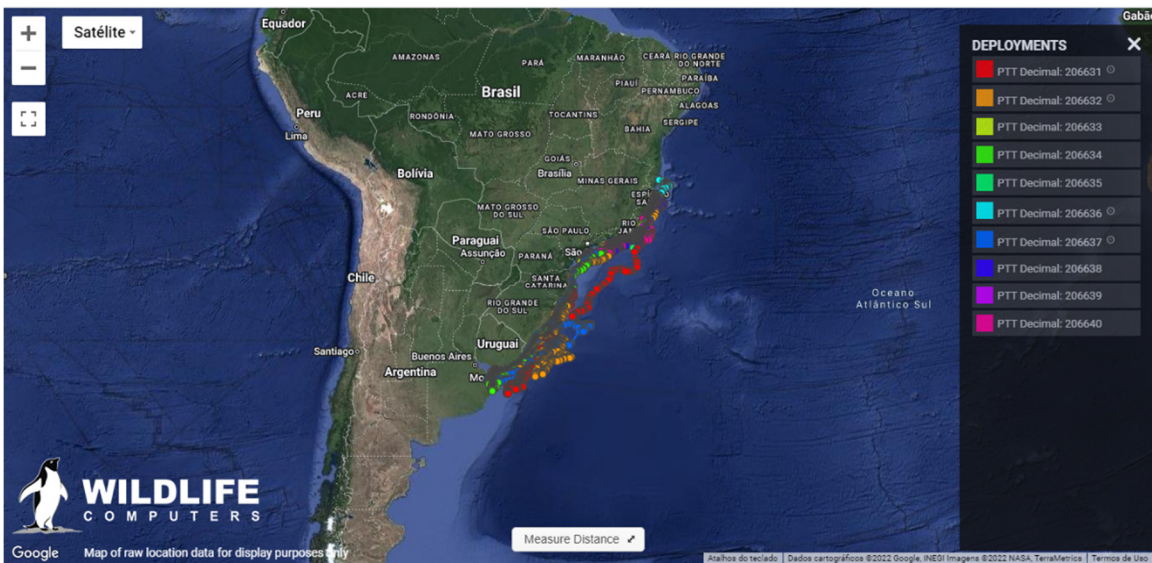 Equador
Gabã
+
Satélite
DEPLOYMENTS
−
AMAZONAS
PARÁ
MARANHÃO
CEARÁ
RIO GRANDE
DO NORTE
PTT Decimal: 206631
PARAÍBA
PIAUÍ
PERNAMBUCO
ACRE
Brasil
PTT Decimal: 206632
ALAGOAS
Peru
RONDÔNIA
TOCANTINS
SERGIPE
PTT Decimal: 206633
Lima
MATO GROSSO
BAHIA
PTT Decimal: 206634
GOIÁS
Bolívia
Brasília
MINAS GERAIS
PTT Decimal: 206635
ESPÍ
SA
MATO GROSSO
DO SUL
PTT Decimal: 206636
RIO
JAN
SÃO PAULO
Paraguai
Assunção
PARANÁ
São
PTT Decimal: 206637
Chile
SANTA
CATARINA
PTT Decimal: 206638
RIO GRANDE
DO SUL
Oceano
Atlântico Sul
PTT Decimal: 206639
PTT Decimal: 206640
Santiago
Uruguai
Buenos Aires
Argentina
Mo
WILDLIFE
COMPUTERS
Measure Distance
Google
Map of raw location data for display purposes only
Atalhos do teclado
Dados cartográficos ©2022 Google, INEGI Imagens ©2022 NASA, TerraMetrics
Termos de Uso